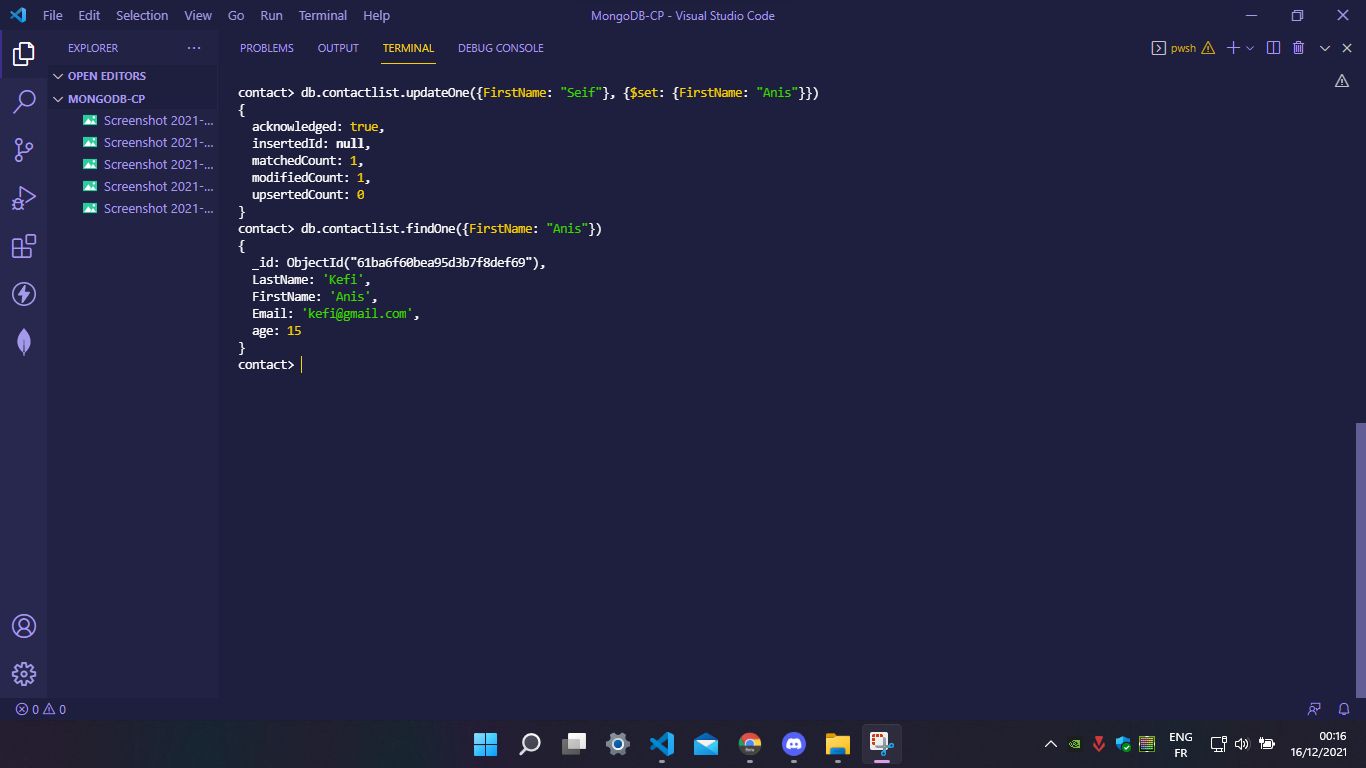 File Edit Selection View Go Run Terminal Help
MongoDB-CP - Visual Studio Code
EXPLORER
OPEN EDITORS
MONGODB-CP
Screenshot 2021-...
Screenshot 2021-...
Screenshot 2021-...
Screenshot 2021-...
Screenshot 2021-...
PROBLEMS OUTPUT TERMINAL DEBUG CONSOLE
pwsh
contact> db.contactlist.updateOne({FirstName: "Seif"}, {$set: {FirstName: "Anis"}})
{
  acknowledged: true,
  insertedId: null,
  matchedCount: 1,
  modifiedCount: 1,
  upsertedCount: 0
}
contact> db.contactlist.findOne({FirstName: "Anis"})
{
  _id: ObjectId("61ba6f60bea95d3b7f8def69"),
  LastName: 'Kefi',
  FirstName: 'Anis',
  Email: 'kefi@gmail.com',
  age: 15
}
contact>
0 0
ENG
FR
00:16
16/12/2021